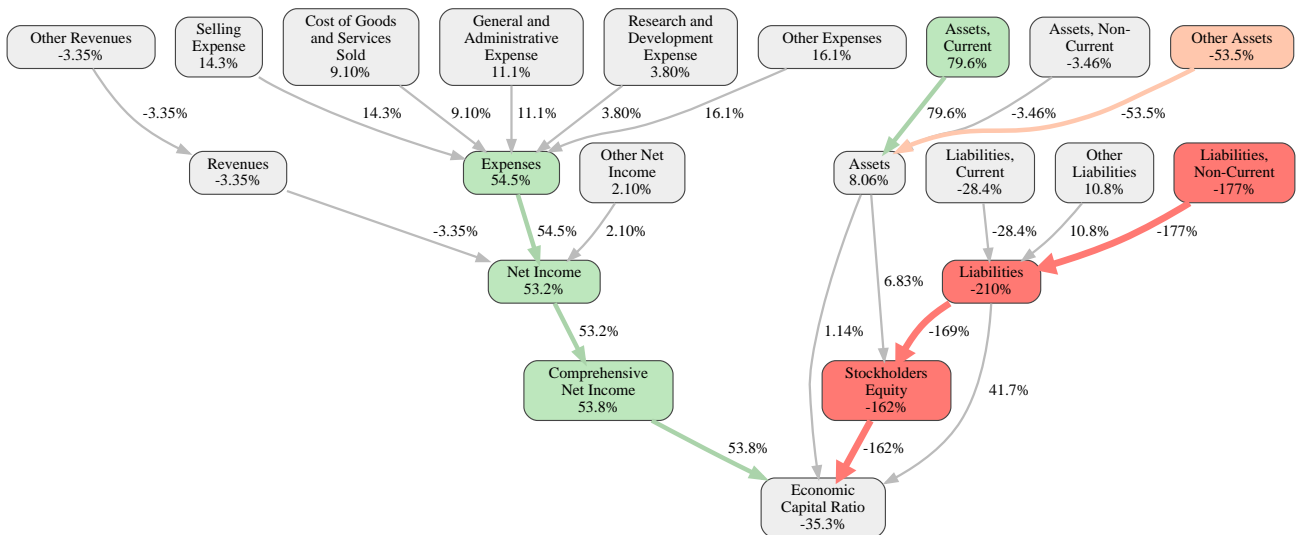 Other Revenues
-3.35%
Selling
Expense
14.3%
Cost of Goods
and Services
Sold
9.10%
General and
Administrative
Expense
11.1%
Research and
Development
Expense
3.80%
Other Expenses
16.1%
Assets,
Current
79.6%
Assets, Non-
Current
-3.46%
Other Assets
-53.5%
-3.35%
14.3%
9.10%
11.1%
3.80%
16.1%
79.6%
-3.46%
-53.5%
Revenues
-3.35%
Expenses
54.5%
Other Net
Income
2.10%
Assets
8.06%
Liabilities,
Current
-28.4%
Other
Liabilities
10.8%
Liabilities,
Non-Current
-177%
-3.35%
54.5%
2.10%
-28.4%
10.8%
-177%
Net Income
53.2%
6.83%
Liabilities
-210%
53.2%
1.14%
-169%
Comprehensive
Net Income
53.8%
Stockholders
Equity
-162%
41.7%
53.8%
-162%
Economic
Capital Ratio
-35.3%